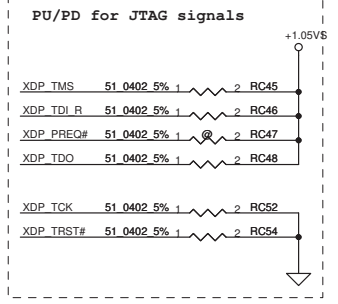 PU/PD for JTAG signals
+1.05VS
XDP_TMS 51_0402_5% 1 2 RC45
XDP_TDI_R 51_0402_5% 1 2 RC46
XDP_PREQ# 51_0402_5% 1 @ 2 RC47
XDP_TDO 51_0402_5% 1 2 RC48
XDP_TCK 51_0402_5% 1 2 RC52
XDP_TRST# 51_0402_5% 1 2 RC54